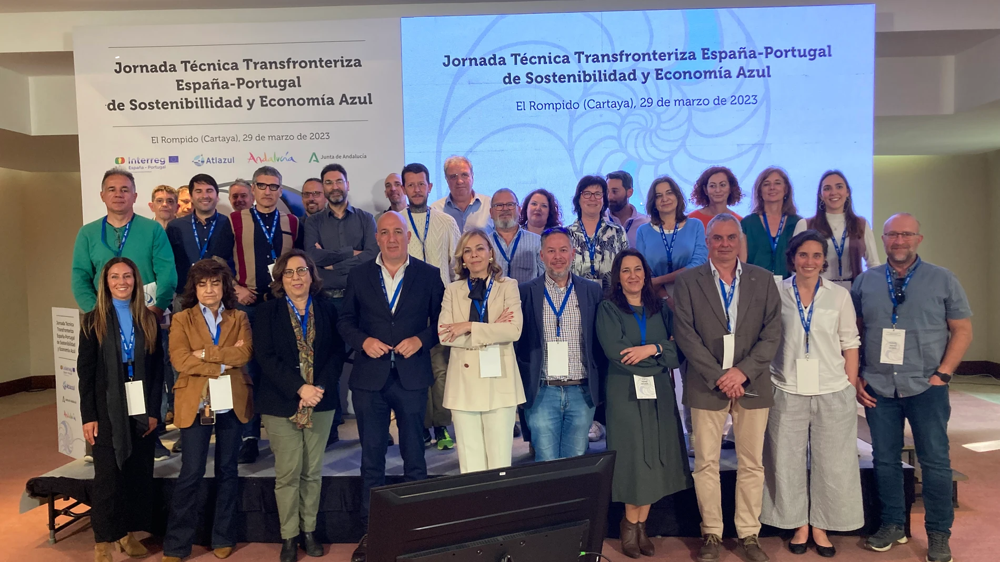 Jornada Técnica Transfronteriza
España-Portugal
de Sostenibillidad y Economía Azul
El Rompido (Cartaya), 29 de marzo de 2023
Interreg
España - Portugal
Atlazul
Andalucía
Junta de Andalucía
Jornada Técnica Transfronteriza España-Portugal
de Sostenibilidad y Economía Azul
El Rompido (Cartaya), 29 de marzo de 2023
Jornada Técnica
Transfronteriza
España-Portugal
de Sostenibilidad
y Economía Azul
Interreg
Atlazul
Andalucía